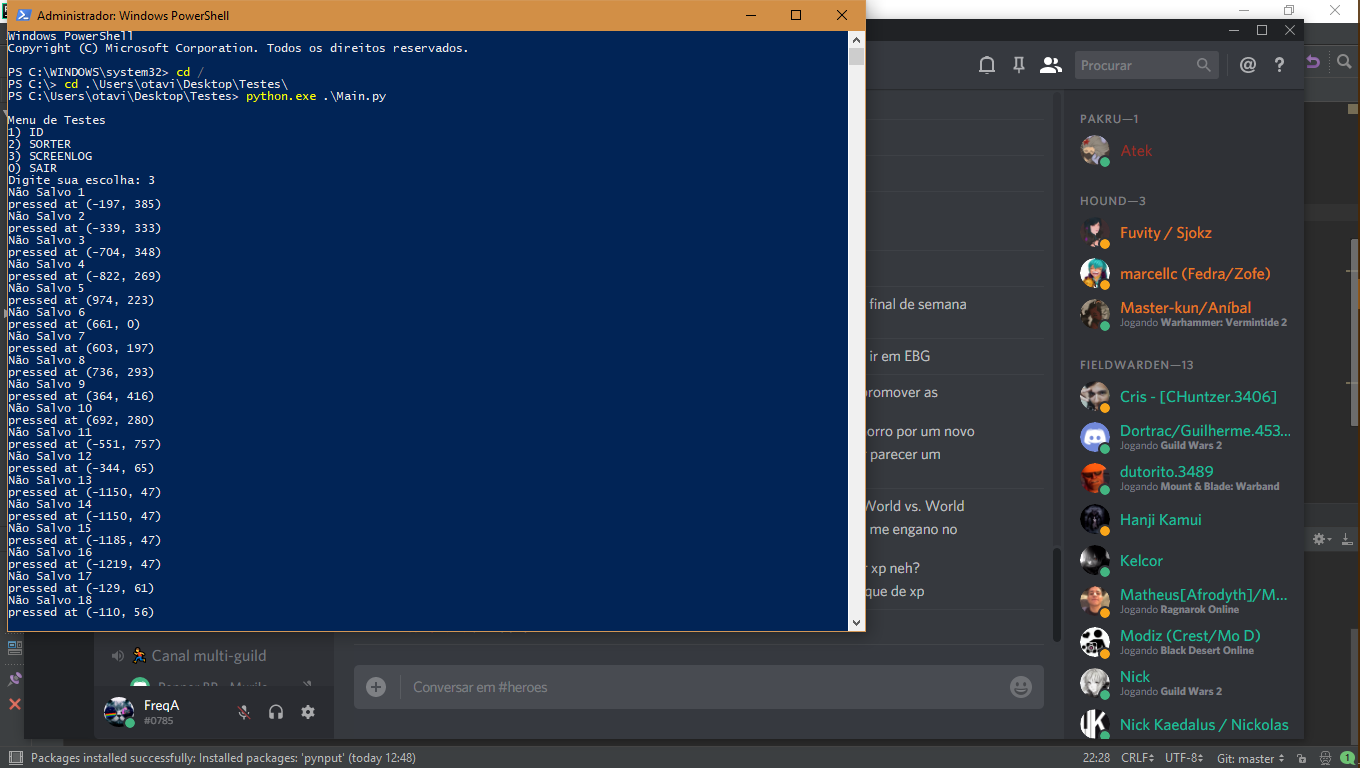 Administrador: Windows PowerShell
Windows PowerShell
Copyright (C) Microsoft Corporation. Todos os direitos reservados.
PS C:\WINDOWS\system32> cd /
PS C:\> cd .\Users\otavi\Desktop\Testes\
PS C:\Users\otavi\Desktop\Testes> python.exe .\Main.py
Menu de Testes
1) ID
2) SORTER
3) SCREENLOG
0) SAIR
Digite sua escolha: 3
Não Salvo 1
pressed at (-197, 385)
Não Salvo 2
pressed at (-339, 333)
Não Salvo 3
pressed at (-704, 348)
Não Salvo 4
pressed at (-822, 269)
Não Salvo 5
pressed at (974, 223)
Não Salvo 6
pressed at (661, 0)
Não Salvo 7
pressed at (603, 197)
Não Salvo 8
pressed at (736, 293)
Não Salvo 9
pressed at (364, 416)
Não Salvo 10
pressed at (692, 280)
Não Salvo 11
pressed at (-551, 757)
Não Salvo 12
pressed at (-344, 65)
Não Salvo 13
pressed at (-1150, 47)
Não Salvo 14
pressed at (-1150, 47)
Não Salvo 15
pressed at (-1185, 47)
Não Salvo 16
pressed at (-1219, 47)
Não Salvo 17
pressed at (-129, 61)
Não Salvo 18
pressed at (-110, 56)
Procurar
final de semana
ir em EBG
promover as
por um novo
parecer um
World vs. World
me engano no
xp neh?
que de xp
PAKRU—1
Atek
HOUND—3
Fuvity / Sjokz
marcellc (Fedra/Zofe)
Master-kun/Aníbal
Jogando Warhammer: Vermintide 2
FIELDWARDEN—13
Cris - [CHuntzer.3406]
Dortrac/Guilherme.453...
Jogando Guild Wars 2
dutorito.3489
Jogando Mount & Blade: Warband
Hanji Kamui
Kelcor
Matheus[Afrodyth]/M...
Jogando Ragnarok Online
Modiz (Crest/Mo D)
Jogando Black Desert Online
Nick
Jogando Guild Wars 2
Nick Kaedalus / Nickolas
Canal multi-guild
FreqA
#0785
Conversar em #heroes
Packages installed successfully: Installed packages: 'pynput' (today 12:48)
22:28 CRLF UTF-8 Git: master 1